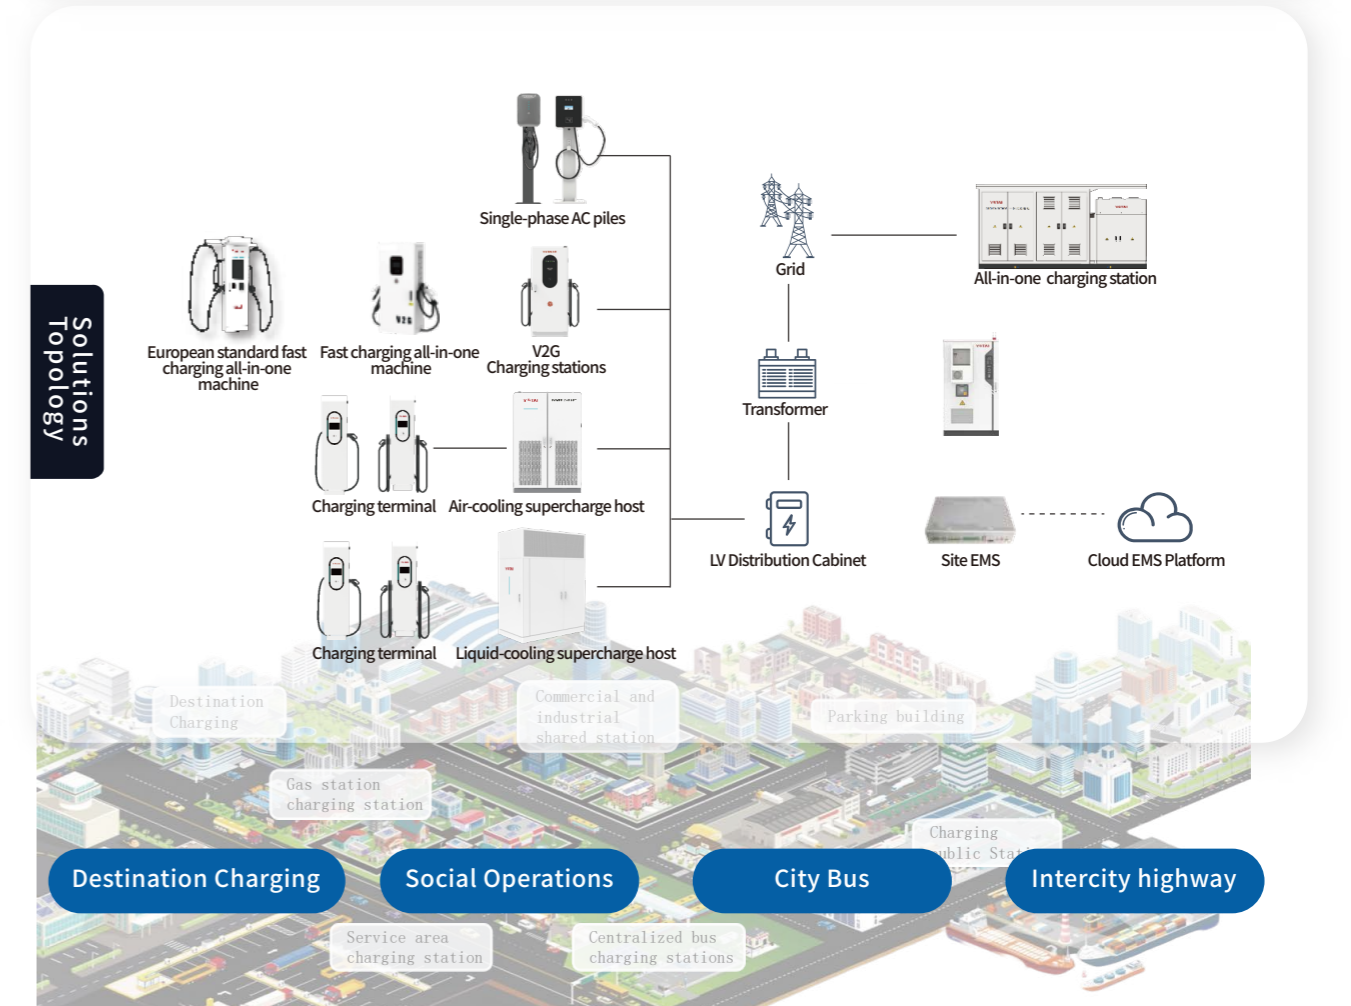 Solutions
Topology
Single-phase AC piles
European standard fast
charging all-in-one
machine
Fast charging all-in-one
machine
V2G
V2G
Charging stations
Charging terminal
Air-cooling supercharge host
Charging terminal
Liquid-cooling supercharge host
Grid
All-in-one charging station
Transformer
LV Distribution Cabinet
Site EMS
Cloud EMS Platform
Destination
Charging
Commercial and
industrial
shared station
Parking building
Gas station
charging station
Charging
Destination Charging
Social Operations
City Bus
Intercity highway
Service area
charging station
Centralized bus
charging stations